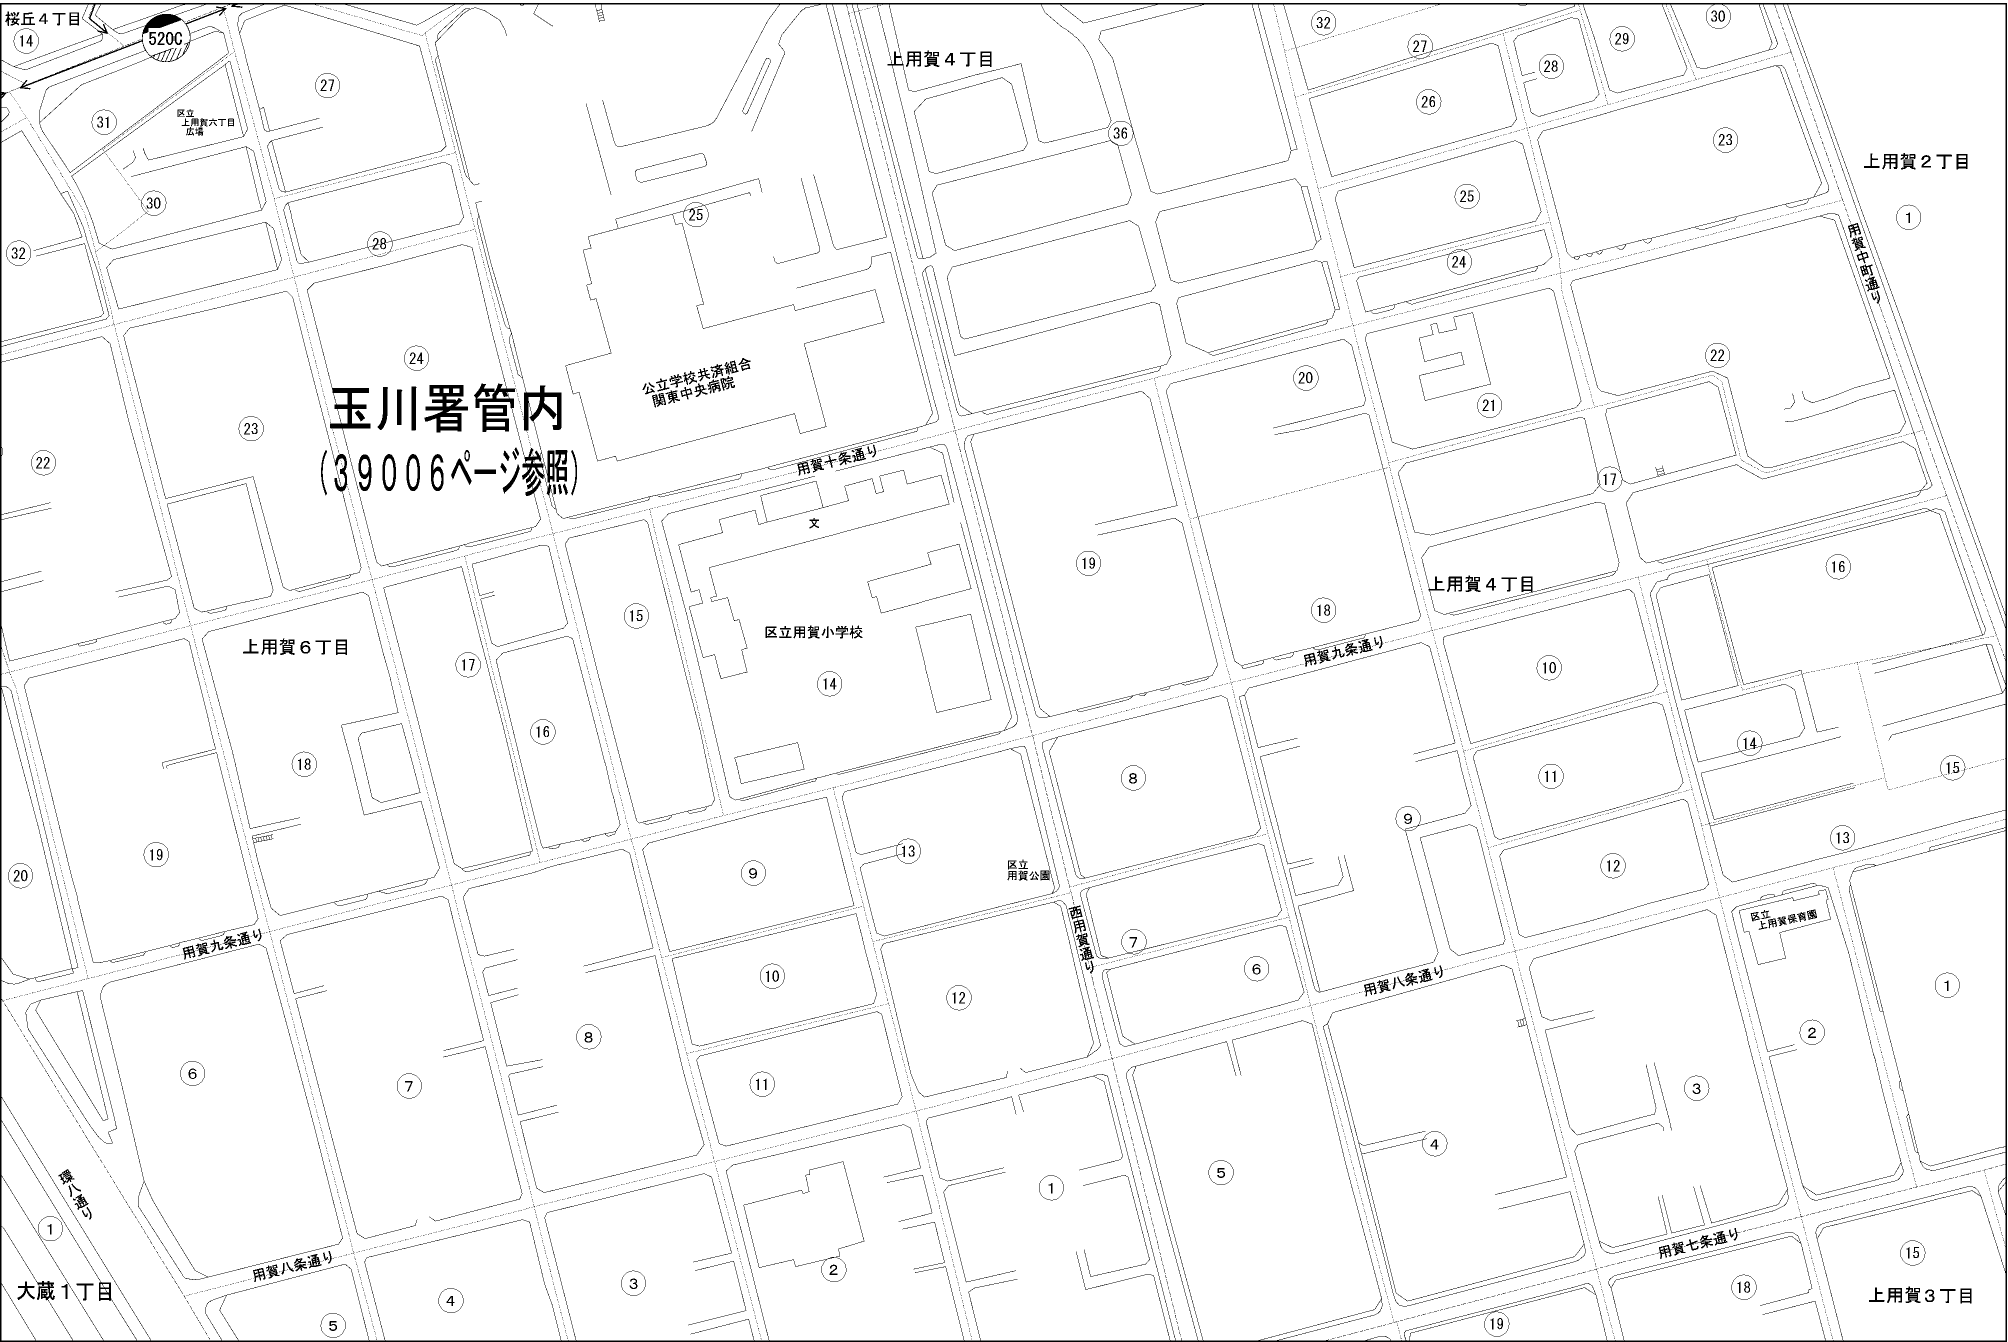 桜丘４丁目
14
520C
27
31
区立
上用賀六丁目
広場
30
32
28
25
上用賀４丁目
36
32
27
28
29
30
26
23
25
24
上用賀２丁目
1
用賀中町通り
22
23
24
玉川署管内
（３９００６ページ参照）
公立学校共済組合
関東中央病院
用賀十条通り
文
区立用賀小学校
14
15
16
17
上用賀６丁目
18
19
20
20
21
22
17
19
18
上用賀４丁目
用賀九条通り
16
10
11
12
14
15
13
8
9
13
区立
用賀公園
9
西用賀通り
7
6
用賀八条通り
区立
上用賀保育園
1
2
3
用賀九条通り
6
7
8
10
11
12
環八通り
1
大蔵１丁目
用賀八条通り
5
4
3
2
1
5
4
用賀七条通り
15
18
19
上用賀３丁目